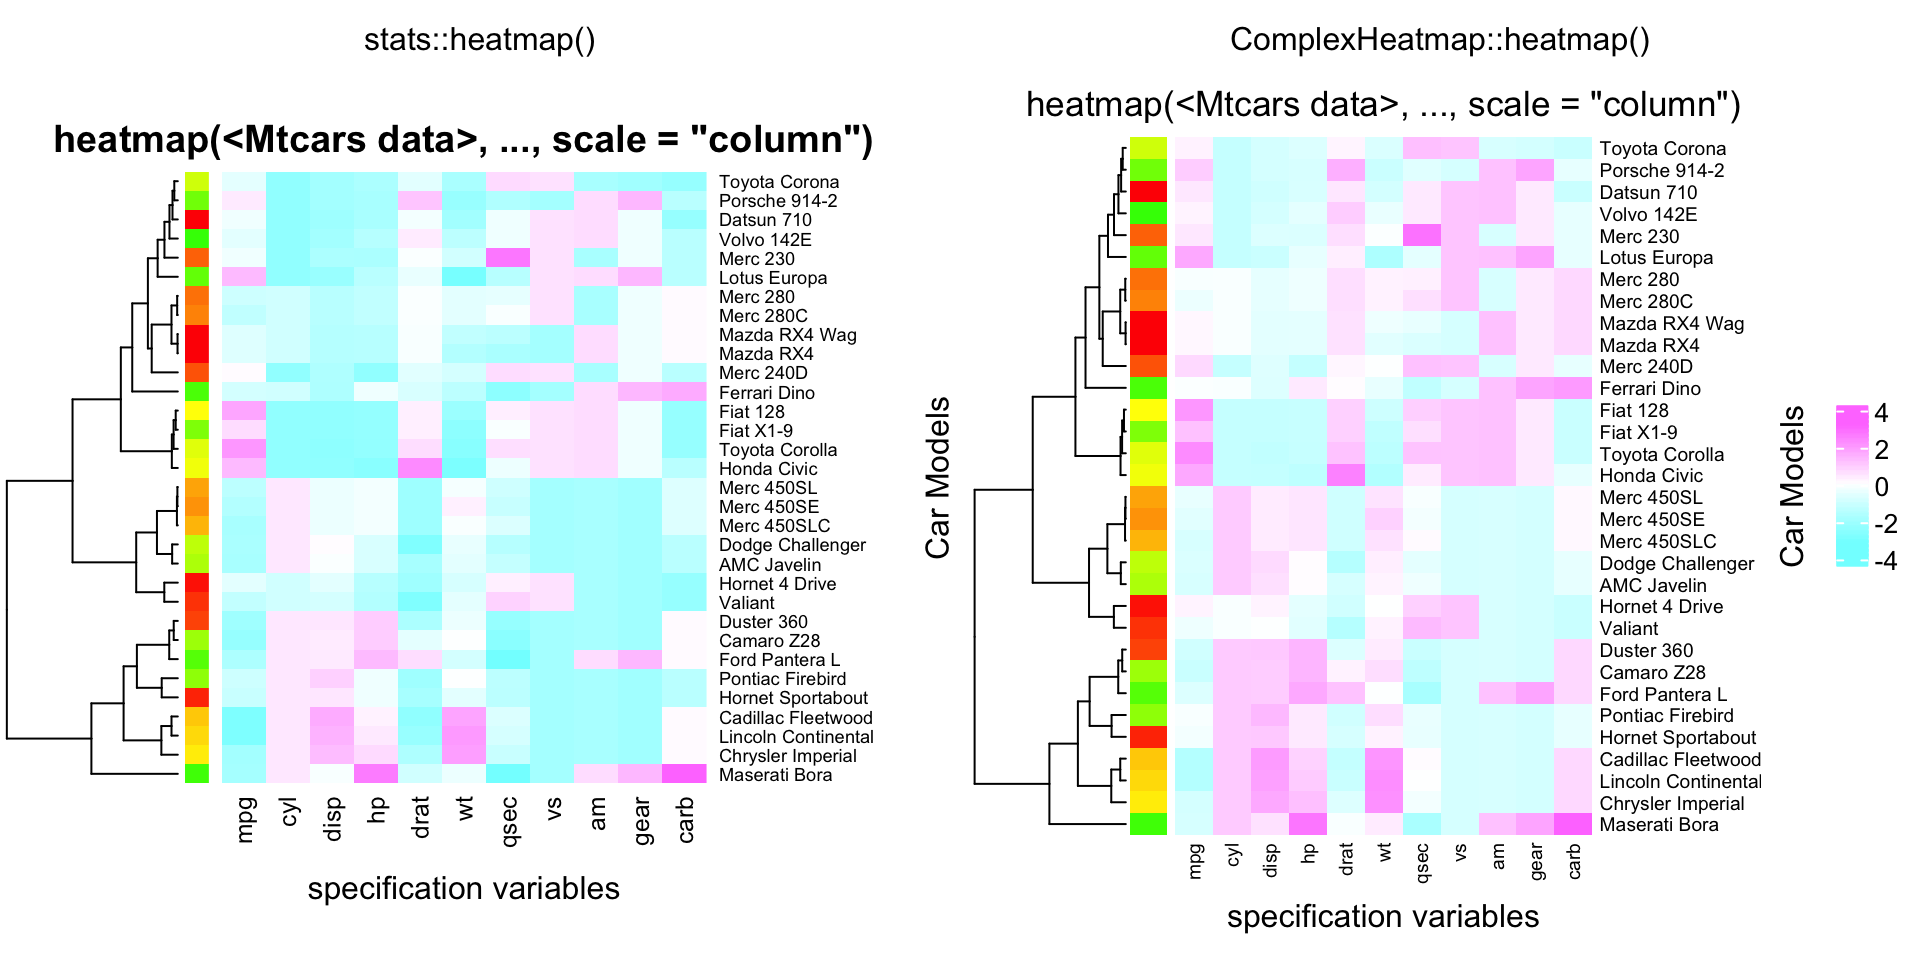 stats::heatmap()
heatmap(<Mtcars data>, ..., scale = "column")
Toyota Corona
Porsche 914-2
Datsun 710
Volvo 142E
Merc 230
Lotus Europa
Merc 280
Merc 280C
Mazda RX4 Wag
Mazda RX4
Merc 240D
Ferrari Dino
Fiat 128
Fiat X1-9
Toyota Corolla
Honda Civic
Merc 450SL
Merc 450SE
Merc 450SLC
Dodge Challenger
AMC Javelin
Hornet 4 Drive
Valiant
Duster 360
Camaro Z28
Ford Pantera L
Pontiac Firebird
Hornet Sportabout
Cadillac Fleetwood
Lincoln Continental
Chrysler Imperial
Maserati Bora
mpg
cyl
disp
hp
drat
wt
qsec
vs
am
gear
carb
specification variables
Car Models
ComplexHeatmap::heatmap()
heatmap(<Mtcars data>, ..., scale = "column")
Toyota Corona
Porsche 914-2
Datsun 710
Volvo 142E
Merc 230
Lotus Europa
Merc 280
Merc 280C
Mazda RX4 Wag
Mazda RX4
Merc 240D
Ferrari Dino
Fiat 128
Fiat X1-9
Toyota Corolla
Honda Civic
Merc 450SL
Merc 450SE
Merc 450SLC
Dodge Challenger
AMC Javelin
Hornet 4 Drive
Valiant
Duster 360
Camaro Z28
Ford Pantera L
Pontiac Firebird
Hornet Sportabout
Cadillac Fleetwood
Lincoln Continental
Chrysler Imperial
Maserati Bora
mpg
cyl
disp
hp
drat
wt
qsec
vs
am
gear
carb
specification variables
Car Models
4
2
0
-2
-4